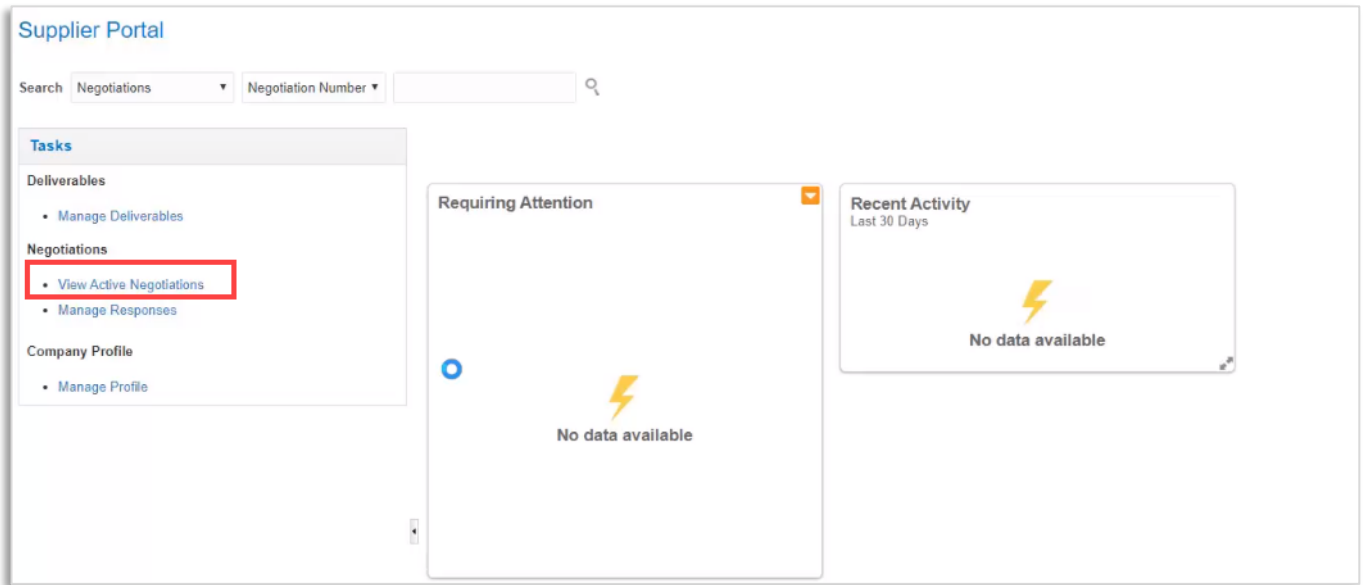 Supplier Portal
Search Negotiations Negotiation Number
Tasks
Deliverables
Manage Deliverables
Negotiations
View Active Negotiations
Manage Responses
Company Profile
Manage Profile
Requiring Attention
No data available
Recent Activity
Last 30 Days
No data available